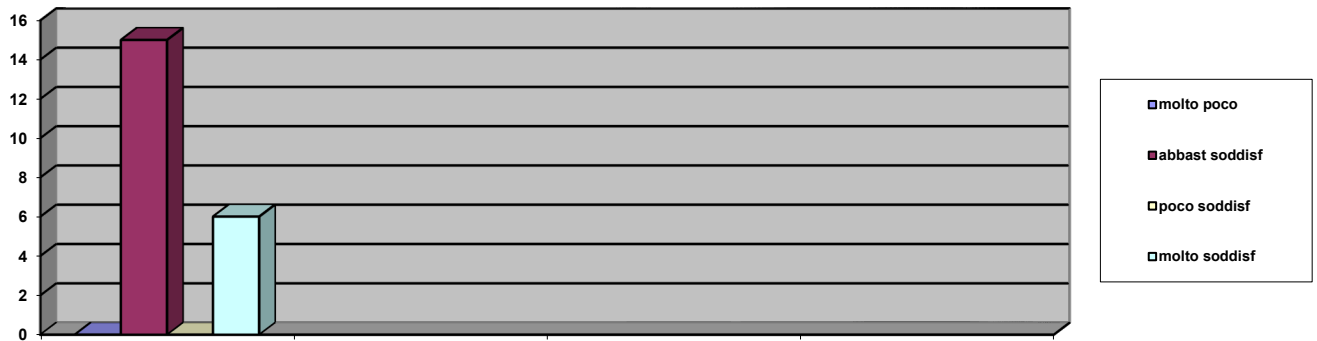 16
14
12
10
8
6
4
2
0
molto poco
abbast soddisf
poco soddisf
molto soddisf